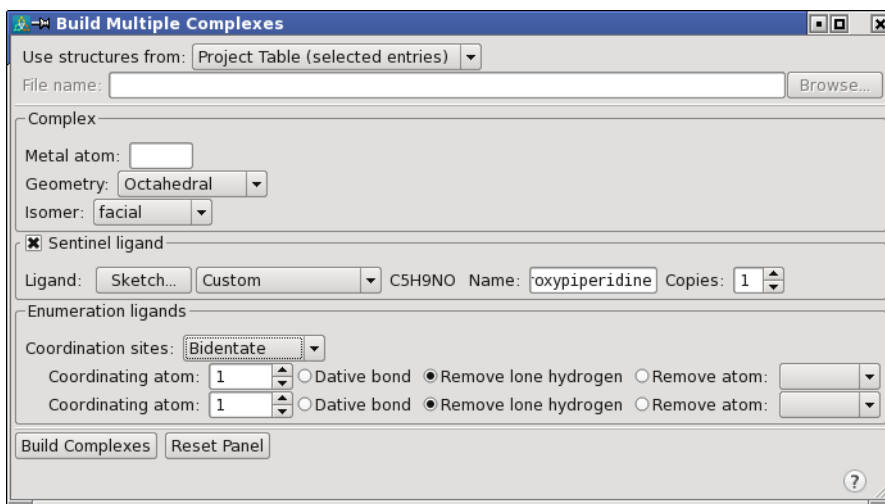 Build Multiple Complexes
Use structures from: Project Table (selected entries)
File name: Browse...
Complex
Metal atom:
Geometry: Octahedral
Isomer: facial
Sentinel ligand
Ligand: Sketch... Custom C5H9NO Name: oxypiperidine Copies: 1
Enumeration ligands
Coordination sites: Bidentate
Coordinating atom: 1 Dative bond Remove lone hydrogen Remove atom:
Coordinating atom: 1 Dative bond Remove lone hydrogen Remove atom:
Build Complexes Reset Panel
?